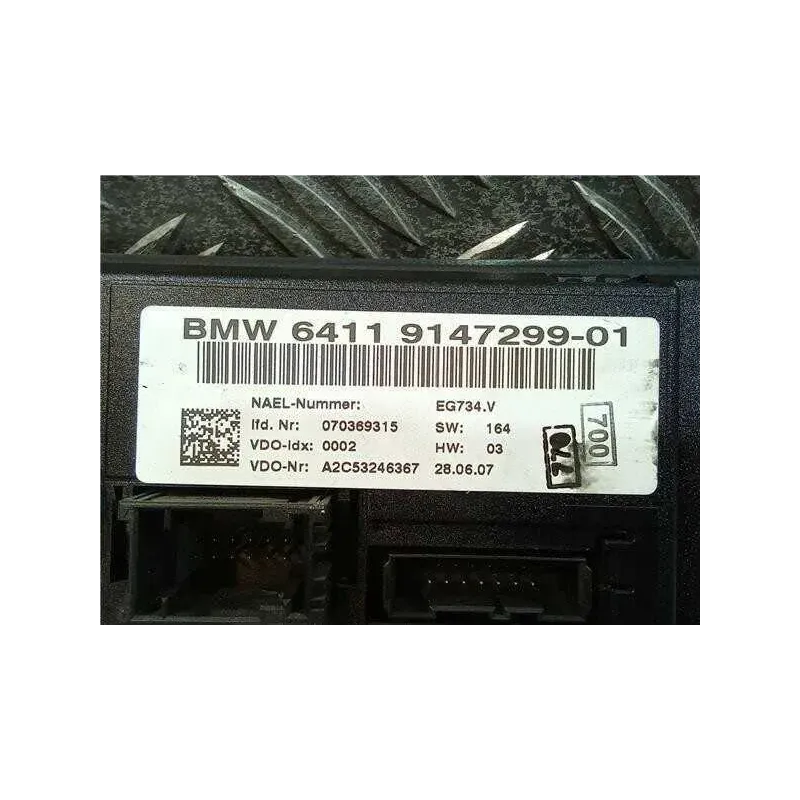 BMW 6411 9147299-01
NAEL-Nummer: EG734.V
lfd. Nr: 070369315 SW: 164
VDO-Idx: 0002 HW: 03
VDO-Nr: A2C53246367 28.06.07
700